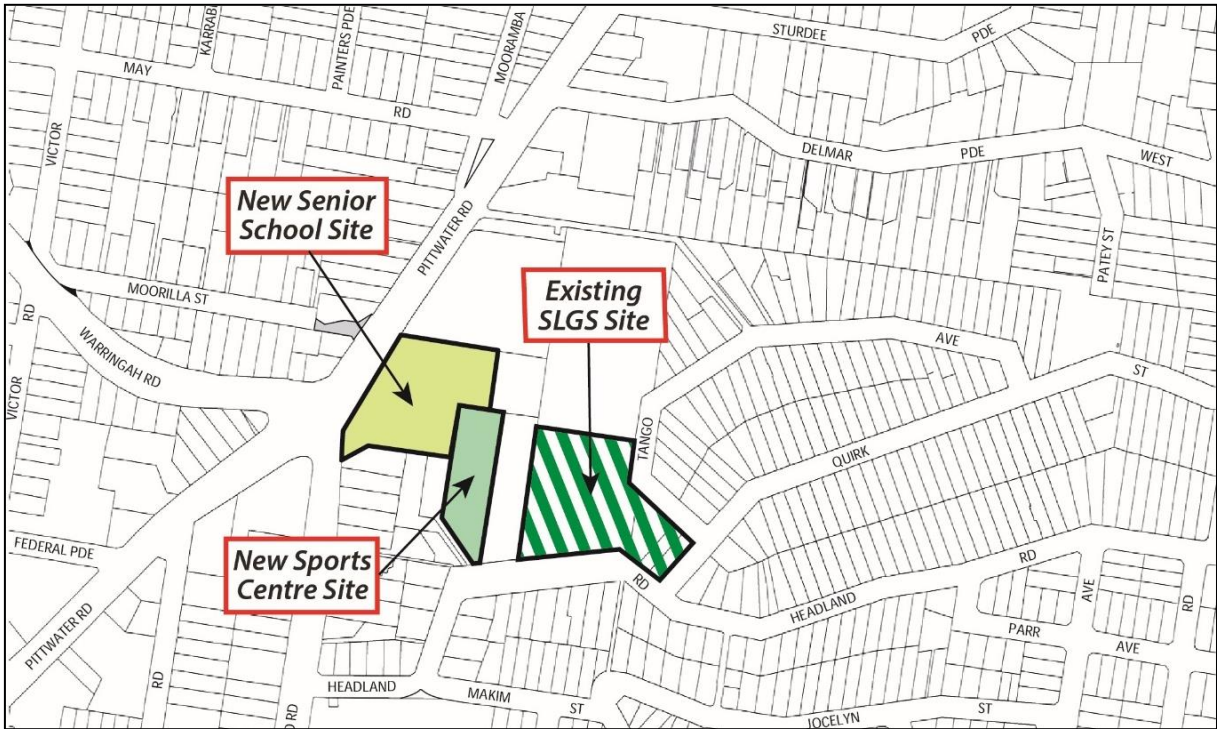 STURDEE
PDE
KARRAB
PAINTERS PDE
MOORAMBA
MAY
RD
VICTOR
DELMAR
PDE
WEST
New Senior
School Site
PITTWATER RD
PATEY ST
Existing
SLGS Site
MOORILLA ST
RD
WARRINGAH RD
VICTOR
AVE
ST
TANGO
QUIRK
FEDERAL PDE
New Sports
Centre Site
RD
RD
HEADLAND
AVE
RD
PITTWATER RD
PARR
AVE
RD
HEADLAND
MAKIM
ST
JOCELYN
ST
D RD